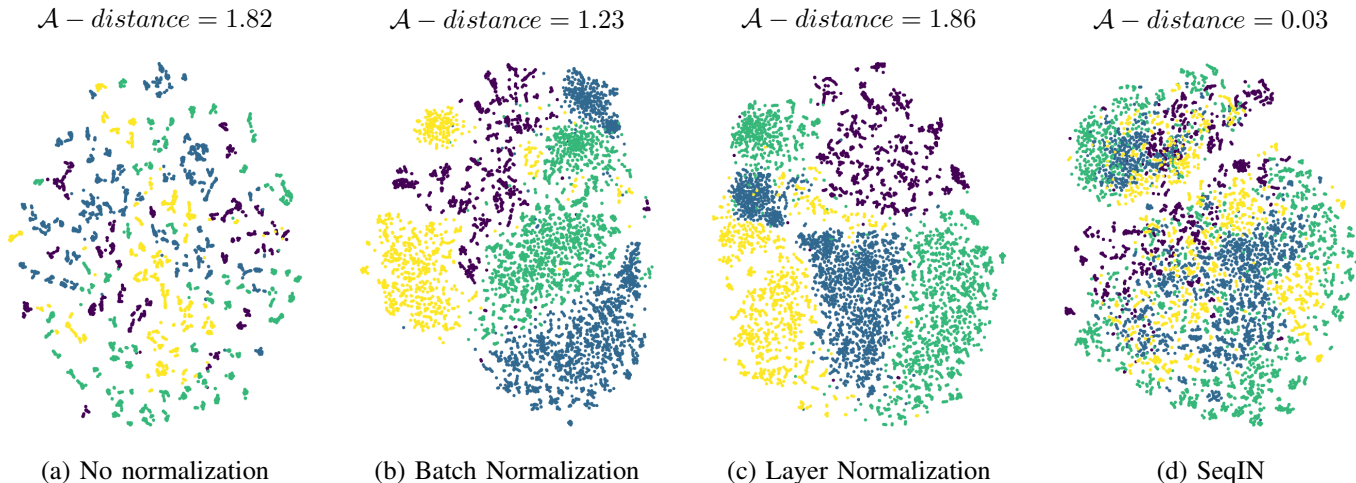 𝒜 − distance = 1.82
𝒜 − distance = 1.23
𝒜 − distance = 1.86
𝒜 − distance = 0.03
(a) No normalization
(b) Batch Normalization
(c) Layer Normalization
(d) SeqIN